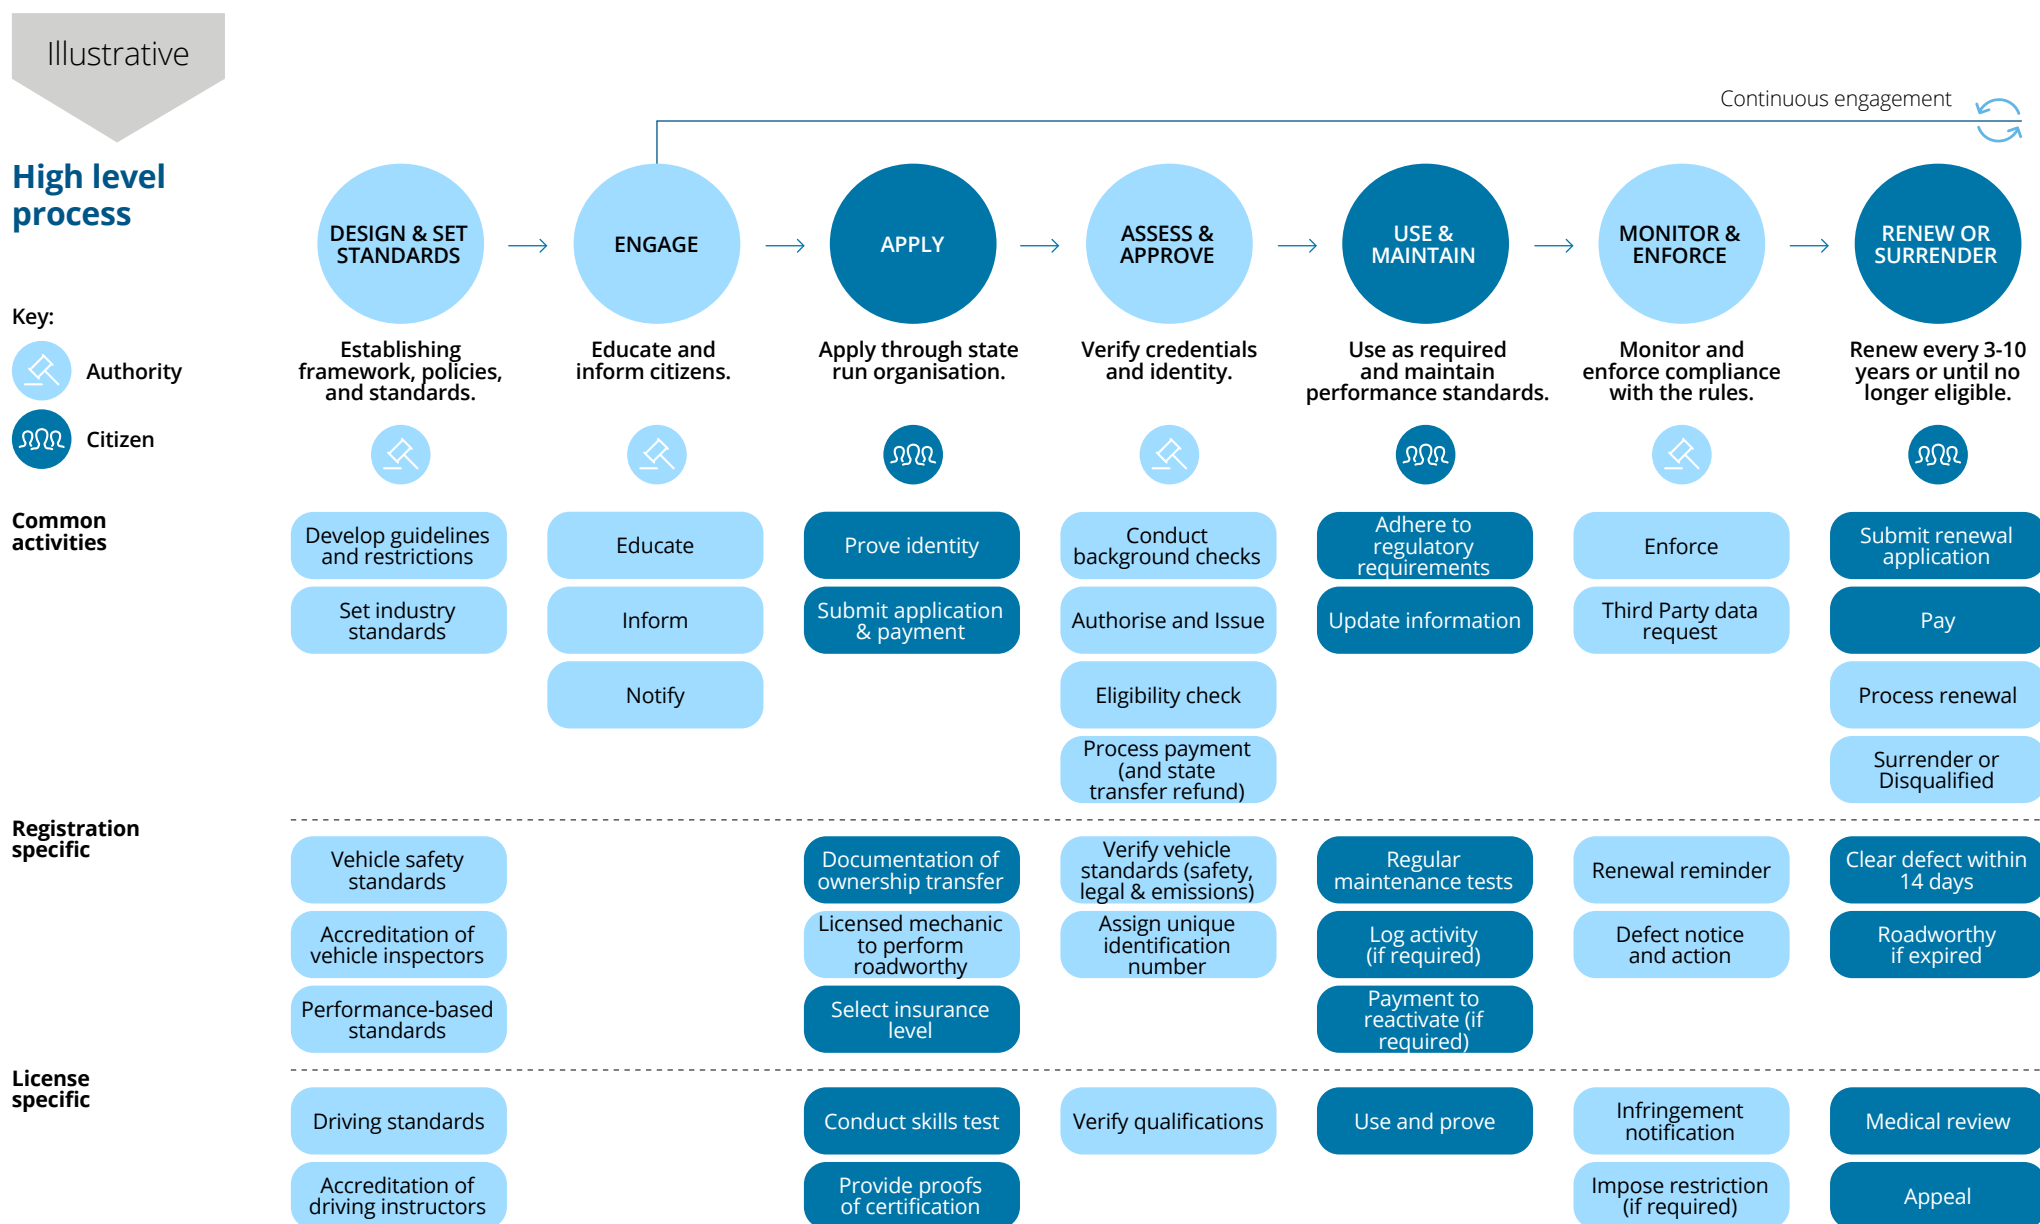 Illustrative
Continuous engagement
High level
process
DESIGN & SET
STANDARDS
ENGAGE
APPLY
ASSESS &
APPROVE
USE &
MAINTAIN
MONITOR &
ENFORCE
RENEW OR
SURRENDER
Key:
Authority
Citizen
Establishing
framework, policies,
and standards.
Educate and
inform citizens.
Apply through state
run organisation.
Verify credentials
and identity.
Use as required
and maintain
performance standards.
Monitor and
enforce compliance
with the rules.
Renew every 3-10
years or until no
longer eligible.
Common
activities
Develop guidelines
and restrictions
Educate
Prove identity
Conduct
background checks
Adhere to
regulatory
requirements
Enforce
Submit renewal
application
Set industry
standards
Inform
Submit application
& payment
Authorise and Issue
Update information
Third Party data
request
Pay
Notify
Eligibility check
Process renewal
Process payment
(and state
transfer refund)
Surrender or
Disqualified
Registration
specific
Vehicle safety
standards
Documentation of
ownership transfer
Verify vehicle
standards (safety,
legal & emissions)
Regular
maintenance tests
Renewal reminder
Clear defect within
14 days
Accreditation of
vehicle inspectors
Licensed mechanic
to perform
roadworthy
Assign unique
identification
number
Log activity
(if required)
Defect notice
and action
Roadworthy
if expired
Performance-based
standards
Select insurance
level
Payment to
reactivate (if
required)
License
specific
Driving standards
Conduct skills test
Verify qualifications
Use and prove
Infringement
notification
Medical review
Accreditation of
driving instructors
Provide proofs
of certification
Impose restriction
(if required)
Appeal